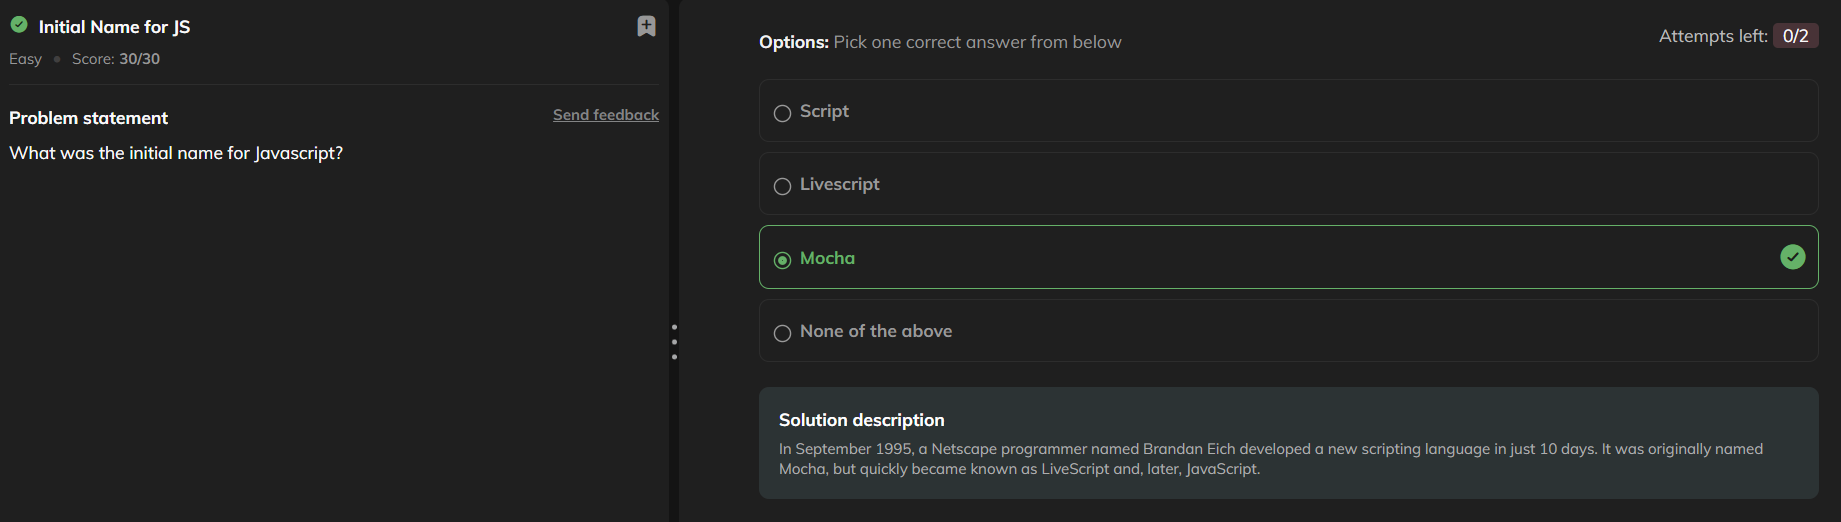 Initial Name for JS
Easy • Score: 30/30
Problem statement
Send feedback
What was the initial name for Javascript?
Options: Pick one correct answer from below
Attempts left: 0/2
Script
Livescript
Mocha
None of the above
Solution description
In September 1995, a Netscape programmer named Brandan Eich developed a new scripting language in just 10 days. It was originally named
Mocha, but quickly became known as LiveScript and, later, JavaScript.